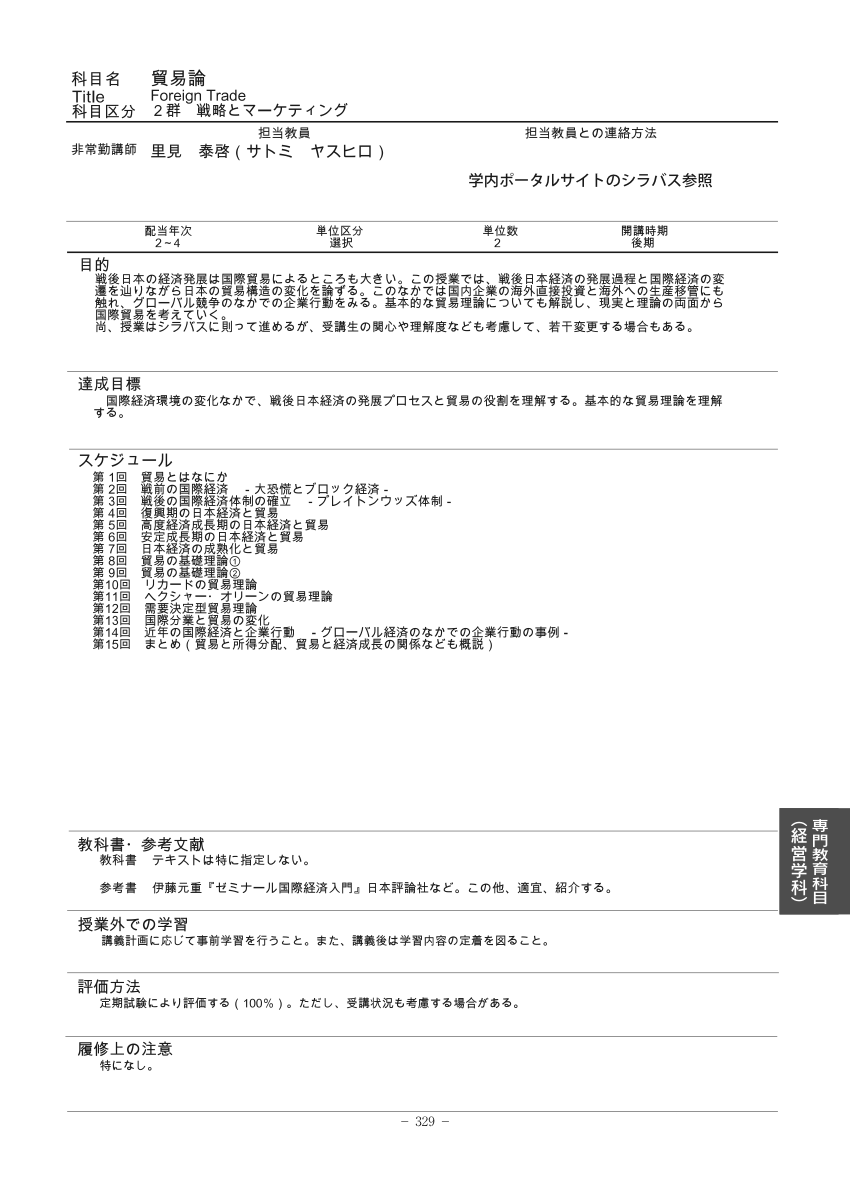 科目名 貿易論
Title Foreign Trade
科目区分 2群 戦略とマーケティング
担当教員 担当教員との連絡方法
非常勤講師 里見 泰啓(サトミ ヤスヒロ)
学内ポータルサイトのシラバス参照
配当年次 単位区分 単位数 開講時期
2~4 選択 2 後期
目的
戦後日本の経済発展は国際貿易によるところも大きい。この授業では、戦後日本経済の発展過程と国際経済の変
遷を辿りながら日本の貿易構造の変化を論ずる。このなかでは国内企業の海外直接投資と海外への生産移管にも
触れ、グローバル競争のなかでの企業行動をみる。基本的な貿易理論についても解説し、現実と理論の両面から
国際貿易を考えていく。
尚、授業はシラバスに則って進めるが、受講生の関心や理解度なども考慮して、若干変更する場合もある。
達成目標
国際経済環境の変化なかで、戦後日本経済の発展プロセスと貿易の役割を理解する。基本的な貿易理論を理解
する。
スケジュール
第 1回 貿易とはなにか
第 2回 戦前の国際経済 -大恐慌とブロック経済-
第 3回 戦後の国際経済体制の確立 -ブレイトンウッズ体制-
第 4回 復興期の日本経済と貿易
第 5回 高度経済成長期の日本経済と貿易
第 6回 安定成長期の日本経済と貿易
第 7回 日本経済の成熟化と貿易
第 8回 貿易の基礎理論①
第 9回 貿易の基礎理論②
第10回 リカードの貿易理論
第11回 ヘクシャー・オリーンの貿易理論
第12回 需要決定型貿易理論
第13回 国際分業と貿易の変化
第14回 近年の国際経済と企業行動 -グローバル経済のなかでの企業行動の事例-
第15回 まとめ(貿易と所得分配、貿易と経済成長の関係なども概説)
専門教育科目
(経営学科)
教科書・参考文献
教科書 テキストは特に指定しない。
参考書 伊藤元重『ゼミナール国際経済入門』日本評論社など。この他、適宜、紹介する。
授業外での学習
講義計画に応じて事前学習を行うこと。また、講義後は学習内容の定着を図ること。
評価方法
定期試験により評価する(100%)。ただし、受講状況も考慮する場合がある。
履修上の注意
特になし。
- 329 -